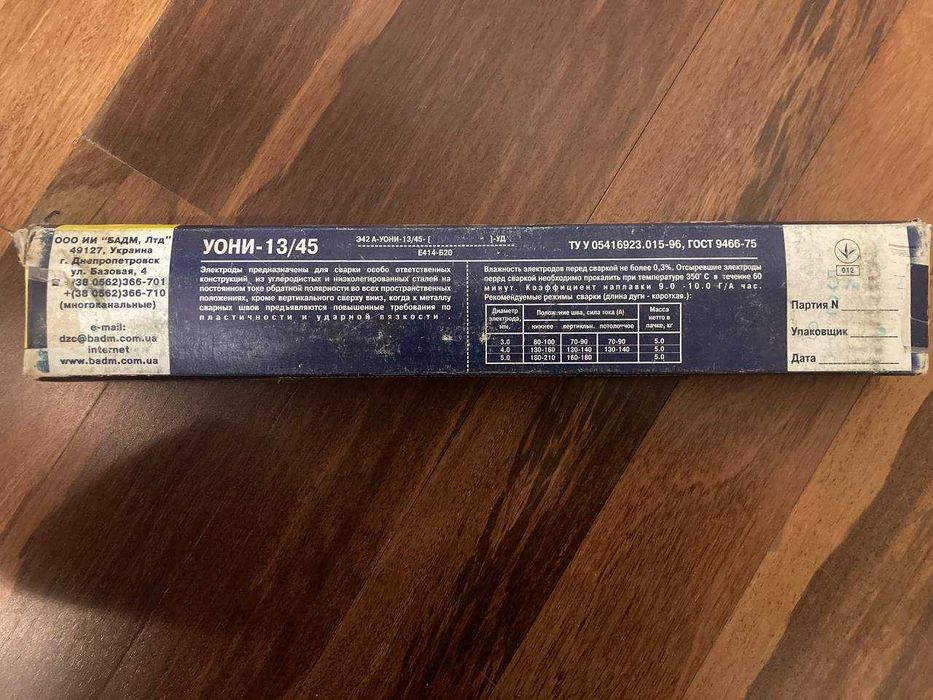 ООО ИИ "БАДМ, Лтд"
49127, Украина
г. Днепропетровск
ул. Базовая, 4
+(38 0562)366-701
+(38 0562)366-710
(многоканальные)
e-mail:
dzc@badm.com.ua
internet
www.badm.com.ua
УОНИ-13/45
Э42 А-УОНИ-13/45- [ ]-УД
Е414-Б20
ТУ У 05416923.015-96, ГОСТ 9466-75
Электроды предназначены для сварки особо ответственных
конструкций из углеродистых и низколегированных сталей на
постоянном токе обратной полярности во всех пространственных
положениях, кроме вертикального сверху вниз, когда к металлу
сварных швов предъявляются повышенные требования по
пластичности и ударной вязкости.
Влажность электродов перед сваркой не более 0,3%. Отсыревшие электроды
перед сваркой необходимо прокалить при температуре 350°С в течение 60
минут. Коэффициент наплавки 9.0 -10.0 Г/А час.
Рекомендуемые режимы сварки (длина дуги - короткая.):
Диаметр электрода, мм. Положение шва, сила тока (А) Масса нетто в пачке, кг
нижнее вертикальн. потолочное
3.0 80-100 70-90 70-90 5.0
4.0 130-160 130-140 130-140 5.0
5.0 180-210 160-180 5.0
012
Партия N
Упаковщик
Дата